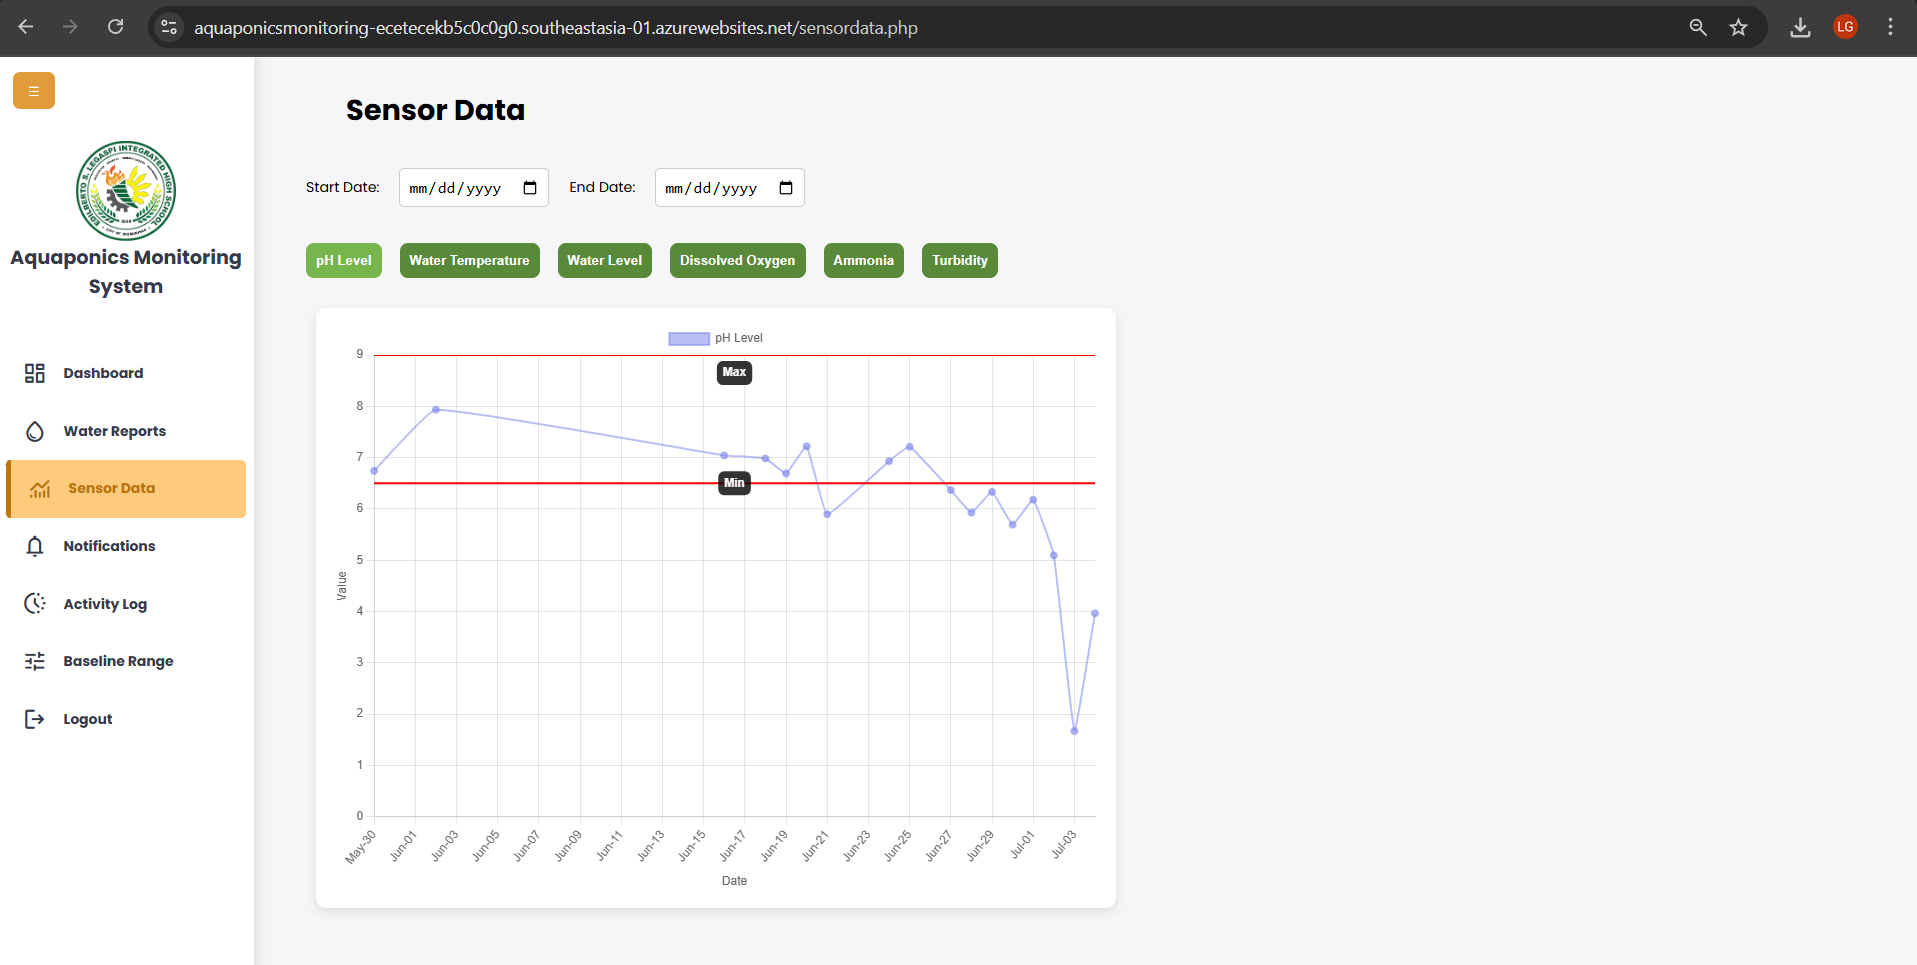 aquaponicsmonitoring-ecetecekb5c0c0g0.southeastasia-01.azurewebsites.net/sensordata.php
LG
EDILBERTO S. LEGASPI INTEGRATED HIGH SCHOOL
Aquaponics Monitoring
System
Dashboard
Water Reports
Sensor Data
Notifications
Activity Log
Baseline Range
Logout
Sensor Data
Start Date: mm/dd/yyyy End Date: mm/dd/yyyy
pH Level Water Temperature Water Level Dissolved Oxygen Ammonia Turbidity
pH Level
9
Max
8
7
Min
6
5
Value
4
3
2
1
0
May-30 Jun-01 Jun-03 Jun-05 Jun-07 Jun-09 Jun-11 Jun-13 Jun-15 Jun-17 Jun-19 Jun-21 Jun-23 Jun-25 Jun-27 Jun-29 Jul-01 Jul-03
Date